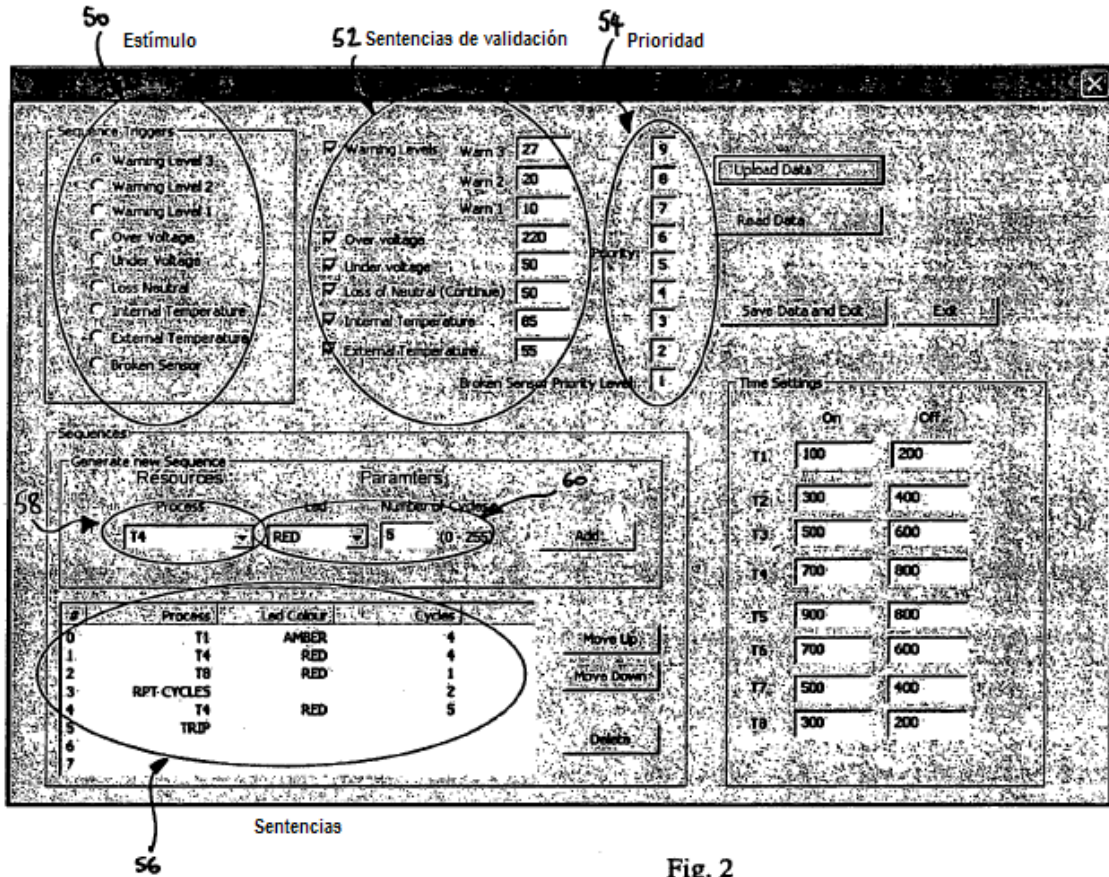 50 Estímulo
52 Sentencias de validación
54 Prioridad
Sequence Triggers
Warning Level 3
Warning Level 2
Warning Level 1
Over Voltage
Under Voltage
Loss Neutral
Internal Temperature
External Temperature
Broken Sensor
Warning Levels Warn 3 27
Warn 2 20
Warn 1 10
Over voltage 220
Under voltage 50
Loss of Neutral (Continue) 50
Internal Temperature 65
External Temperature 55
Priority
9
8
7
6
5
4
3
2
Broken Sensor Priority Level 1
Upload Data
Read Data
Save Data and Exit Exit
Sequences
Generate new Sequence
Resources Paramters
58 Process Led Number of Cycles 60
T4 RED 5 (0 - 255) Add
# Process Led Colour Cycles
0 T1 AMBER 4
1 T4 RED 4
2 T8 RED 1
3 RPT-CYCLES 2
4 T4 RED 5
5 TRIP
6
7
Move Up
Move Down
Delete
Time Settings
On Off
T1 100 200
T2 300 400
T3 500 600
T4 700 800
T5 900 800
T6 700 600
T7 500 400
T8 300 200
Sentencias
56
Fig. 2